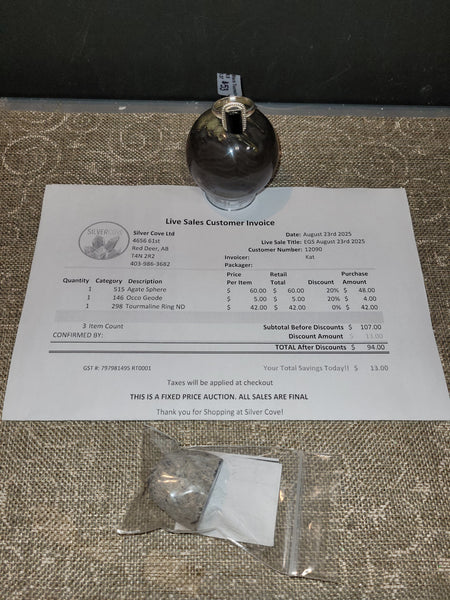 Live Sales Customer Invoice
SILVER COVE
Silver Cove Ltd
4656 61st
Red Deer, AB
T4N 2R2
403-986-3682
Date: August 23rd 2025
Live Sale Title: EGS August 23rd 2025
Customer Number: 12090
Invoicer: Kat
Packager:
Quantity Category Description Price Per Item Retail Total Discount Purchase Amount
1 515 Agate Sphere $ 60.00 $ 60.00 20% $ 48.00
1 146 Occo Geode $ 5.00 $ 5.00 20% $ 4.00
1 298 Tourmaline Ring ND $ 42.00 $ 42.00 0% $ 42.00
3 Item Count Subtotal Before Discounts $ 107.00
CONFIRMED BY: Discount Amount $ 13.00
TOTAL After Discounts $ 94.00
GST #: 797981495 RT0001 Your Total Savings Today!! $ 13.00
Taxes will be applied at checkout
THIS IS A FIXED PRICE AUCTION. ALL SALES ARE FINAL
Thank you for Shopping at Silver Cove!